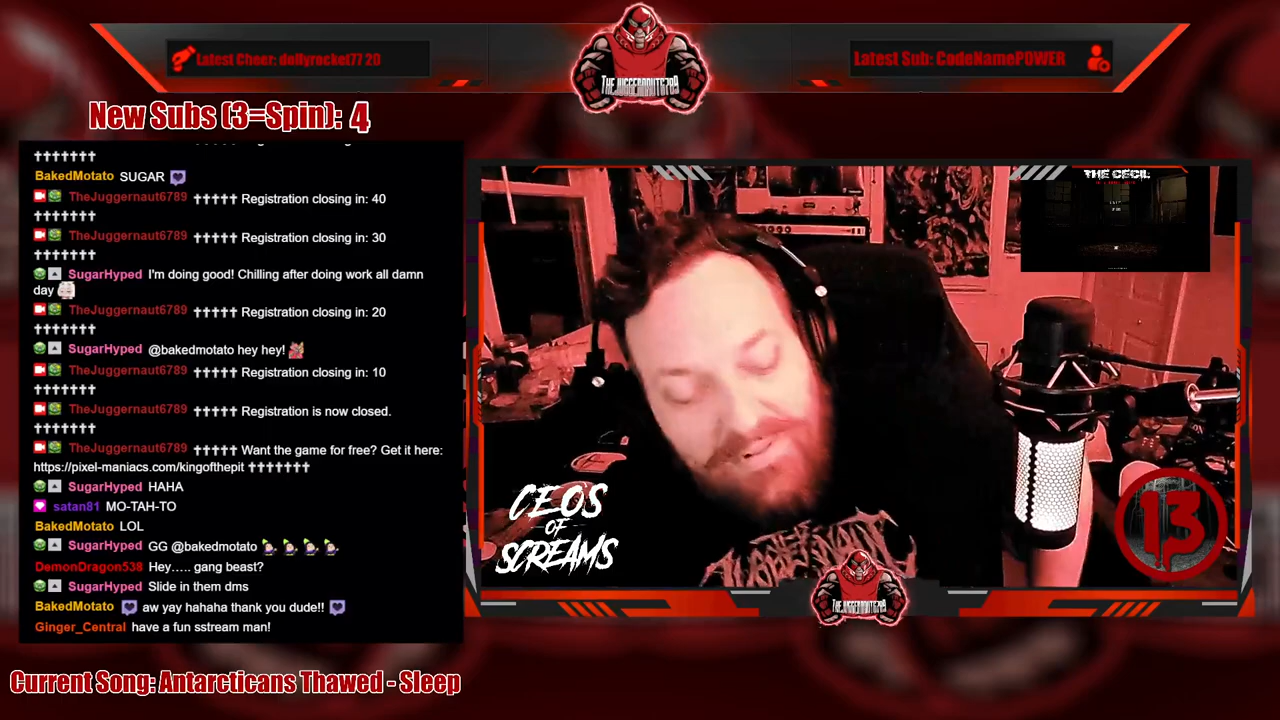 Latest Cheer: dollyrocket77 20
THEJUGGERNAUT6789
Latest Sub: CodeNamePOWER
New Subs (3=Spin): 4
†††††††
BakedMotato SUGAR
TheJuggernaut6789 ††††† Registration closing in: 40
†††††††
TheJuggernaut6789 ††††† Registration closing in: 30
†††††††
SugarHyped I'm doing good! Chilling after doing work all damn
day
TheJuggernaut6789 ††††† Registration closing in: 20
†††††††
SugarHyped @bakedmotato hey hey!
TheJuggernaut6789 ††††† Registration closing in: 10
†††††††
TheJuggernaut6789 ††††† Registration is now closed.
†††††††
TheJuggernaut6789 ††††† Want the game for free? Get it here:
https://pixel-maniacs.com/kingofthepit †††††††
SugarHyped HAHA
satan81 MO-TAH-TO
BakedMotato LOL
SugarHyped GG @bakedmotato
DemonDragon538 Hey..... gang beast?
SugarHyped Slide in them dms
BakedMotato aw yay hahaha thank you dude!!
Ginger_Central have a fun sstream man!
THE CECIL
CEOS
OF
SCREAMS
13
THEJUGGERNAUT6789
Current Song: Antarcticans Thawed - Sleep